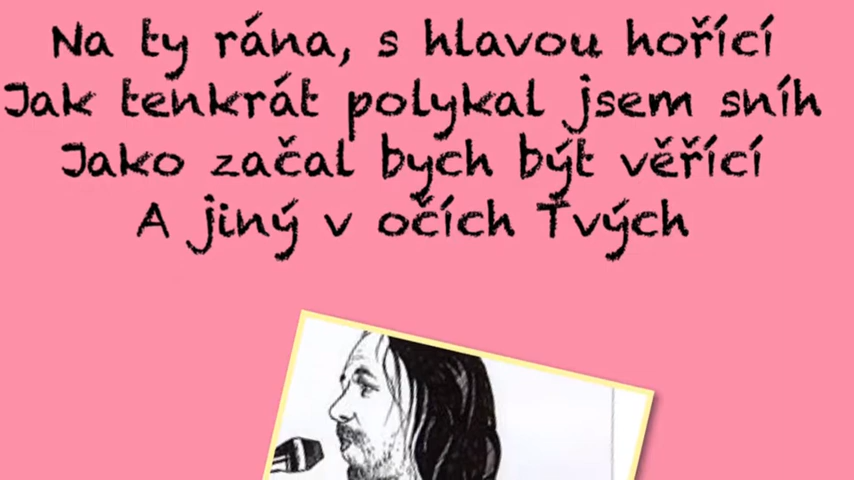 Na ty rána, s hlavou hořící
Jak tenkrát polykal jsem sníh
Jako začal bych být věřící
A jiný v očích Tvých